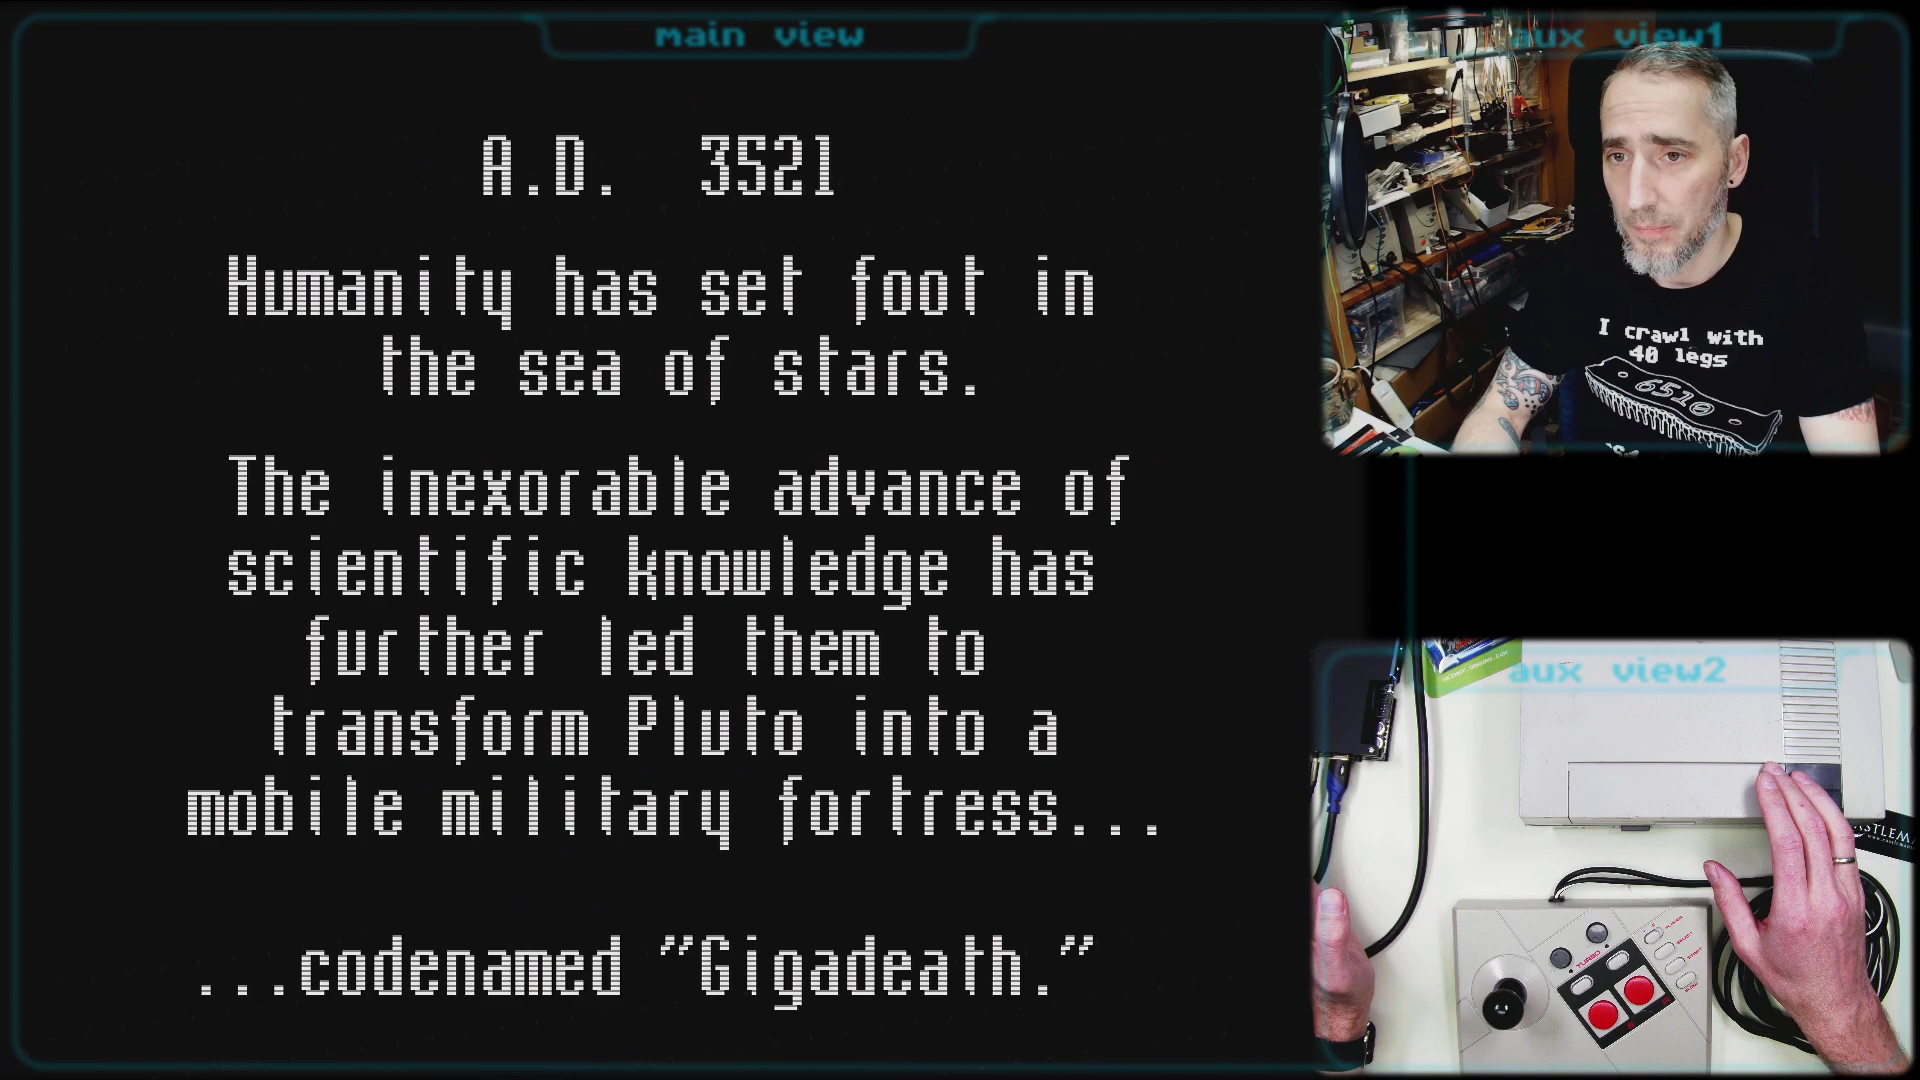 main view
A.D. 3521
Humanity has set foot in
the sea of stars.
The inexorable advance of
scientific knowledge has
further led them to
transform Pluto into a
mobile military fortress...
...codenamed "Gigadeath."
aux view1
I crawl with
40 legs
6510
aux view2
TURBO